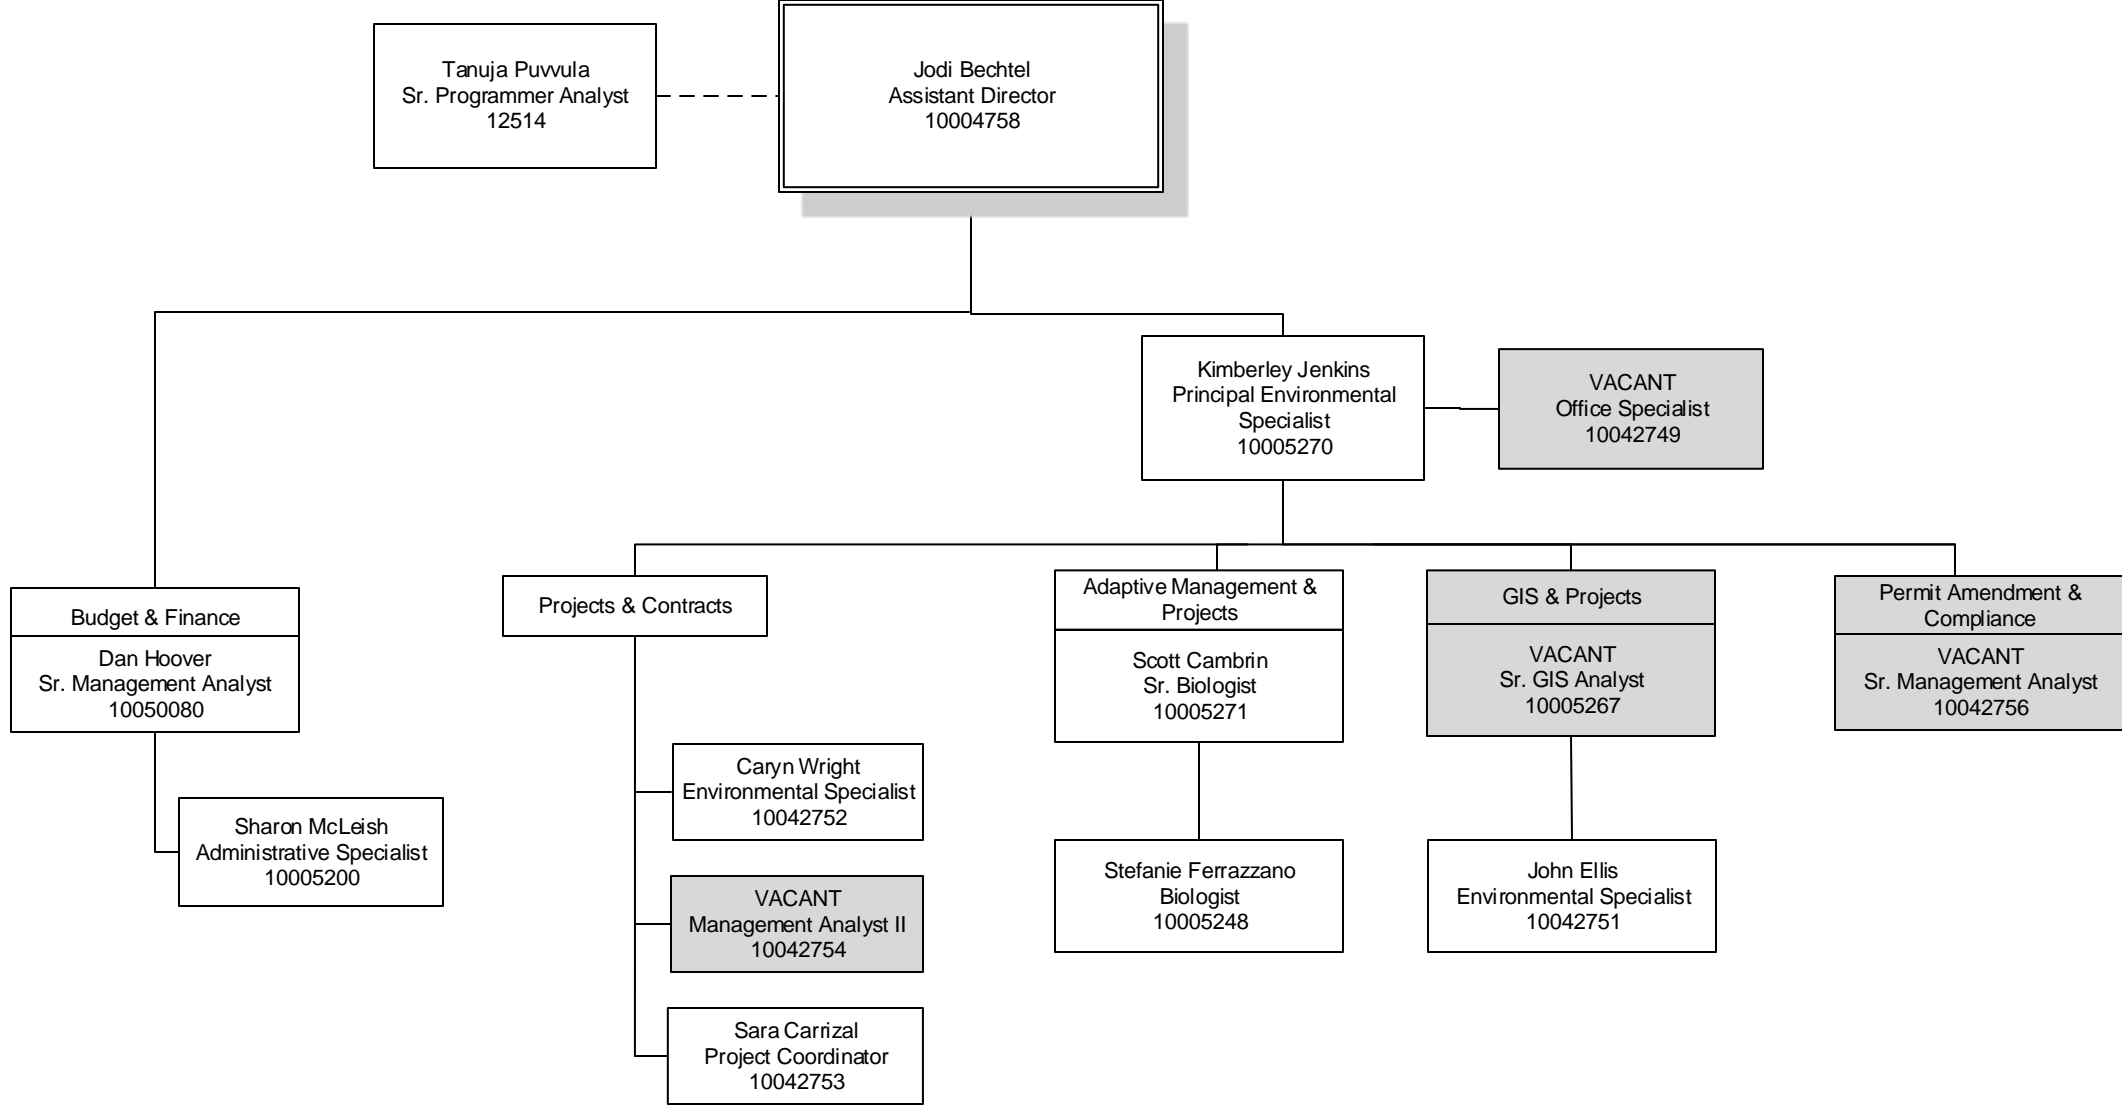 Tanuja Puvvula
Sr. Programmer Analyst
12514
Jodi Bechtel
Assistant Director
10004758
Kimberley Jenkins
Principal Environmental
Specialist
10005270
VACANT
Office Specialist
10042749
Budget & Finance
Dan Hoover
Sr. Management Analyst
10050080
Sharon McLeish
Administrative Specialist
10005200
Projects & Contracts
Caryn Wright
Environmental Specialist
10042752
VACANT
Management Analyst II
10042754
Sara Carrizal
Project Coordinator
10042753
Adaptive Management &
Projects
Scott Cambrin
Sr. Biologist
10005271
Stefanie Ferrazzano
Biologist
10005248
GIS & Projects
VACANT
Sr. GIS Analyst
10005267
John Ellis
Environmental Specialist
10042751
Permit Amendment &
Compliance
VACANT
Sr. Management Analyst
10042756